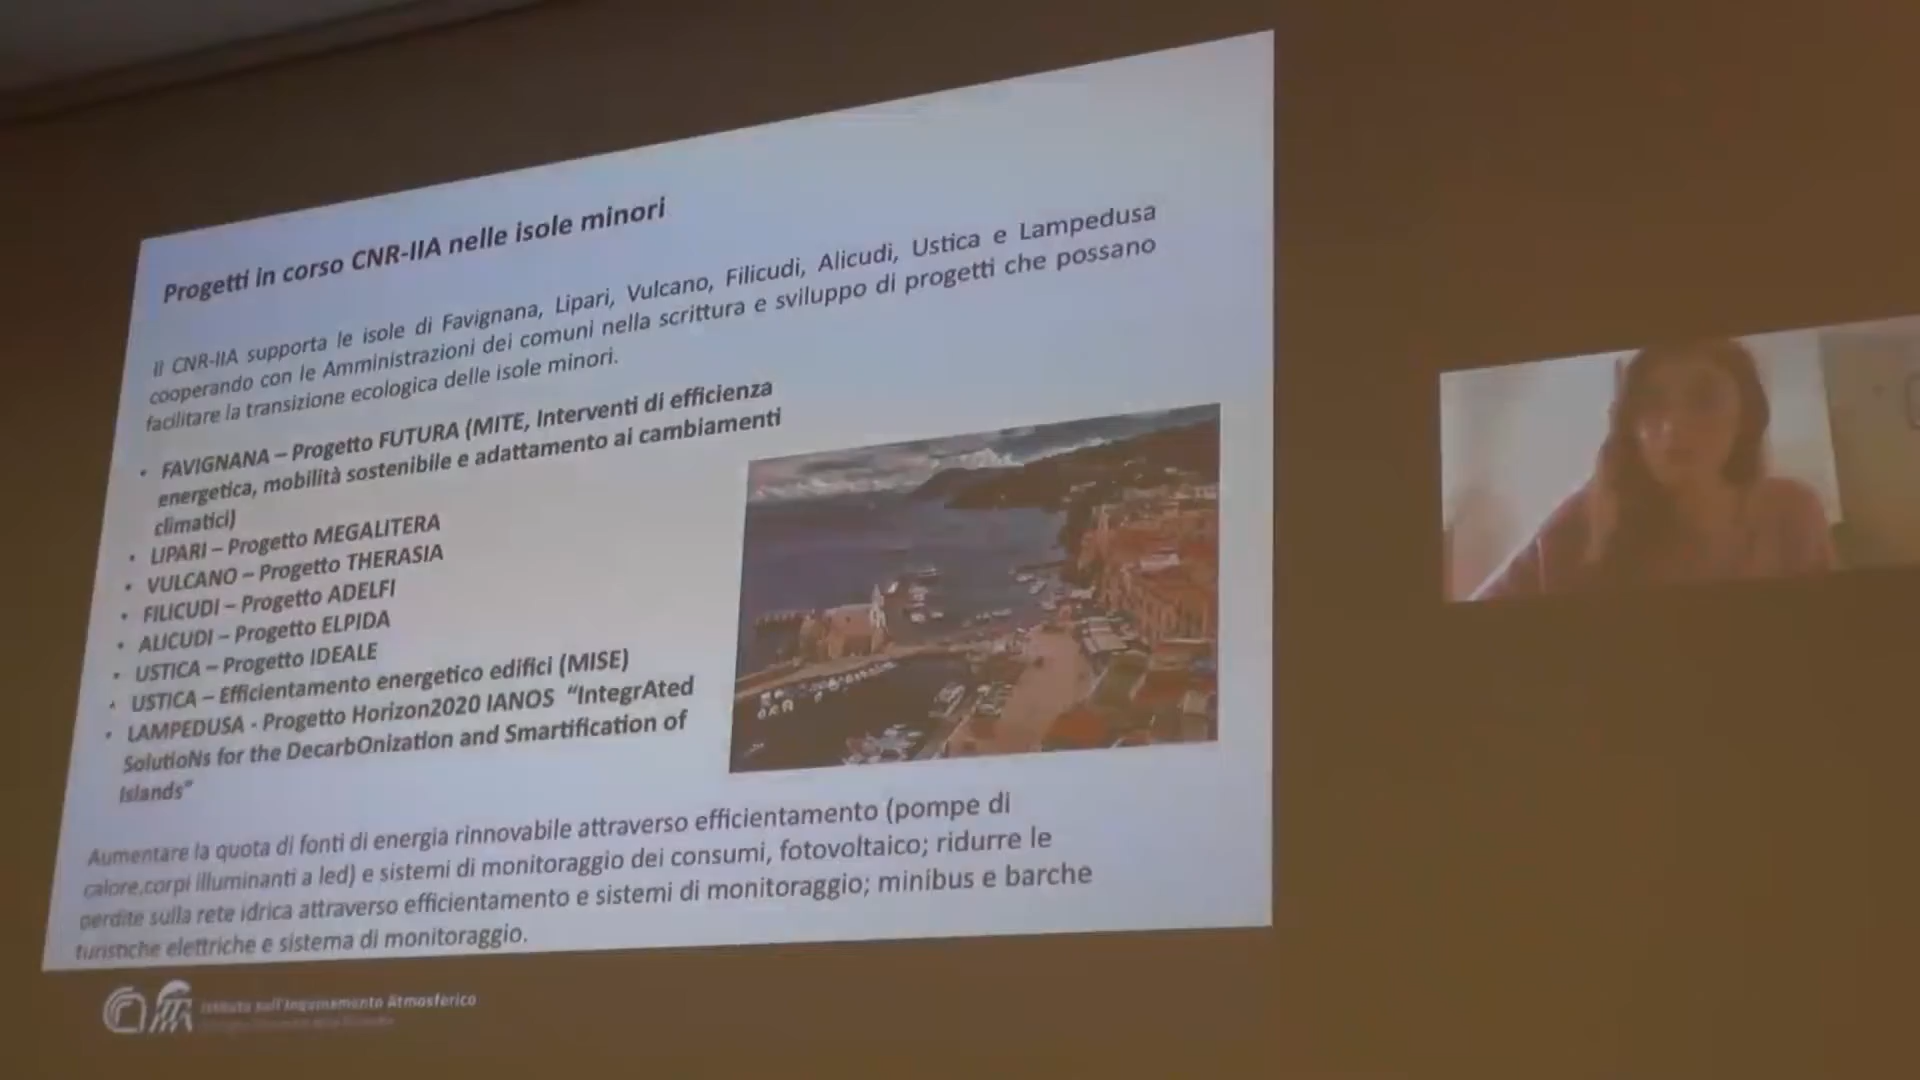 Progetti in corso CNR-IIA nelle isole minori
Il CNR-IIA supporta le isole di Favignana, Lipari, Vulcano, Filicudi, Alicudi, Ustica e Lampedusa
cooperando con le Amministrazioni dei comuni nella scrittura e sviluppo di progetti che possano
facilitare la transizione ecologica delle isole minori.
• FAVIGNANA – Progetto FUTURA (MITE, Interventi di efficienza
energetica, mobilità sostenibile e adattamento ai cambiamenti
climatici)
• LIPARI – Progetto MEGALITERA
• VULCANO – Progetto THERASIA
• FILICUDI – Progetto ADELFI
• ALICUDI – Progetto ELPIDA
• USTICA – Progetto IDEALE
• USTICA – Efficientamento energetico edifici (MISE)
• LAMPEDUSA - Progetto Horizon2020 IANOS “IntegrAted
SolutioNs for the DecarbOnization and Smartification of
Islands”
Aumentare la quota di fonti di energia rinnovabile attraverso efficientamento (pompe di
calore,corpi illuminanti a led) e sistemi di monitoraggio dei consumi, fotovoltaico; ridurre le
perdite sulla rete idrica attraverso efficientamento e sistemi di monitoraggio; minibus e barche
turistiche elettriche e sistema di monitoraggio.
Istituto sull'Inquinamento Atmosferico